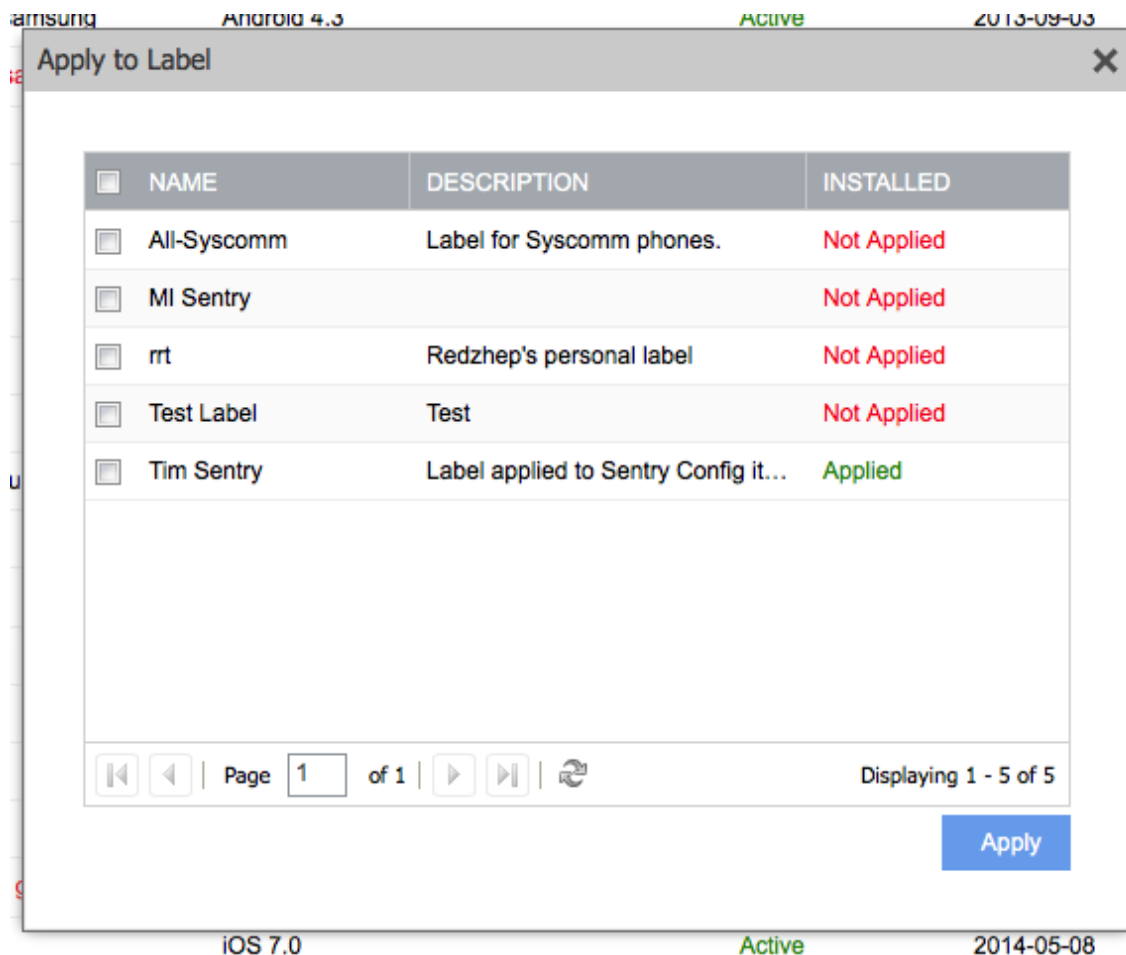 amsung Android 4.3 Active 2013-09-03
Apply to Label
sa
NAME DESCRIPTION INSTALLED
All-Syscomm Label for Syscomm phones. Not Applied
MI Sentry Not Applied
rrt Redzhep's personal label Not Applied
Test Label Test Not Applied
Tim Sentry Label applied to Sentry Config it... Applied
u
Page 1 of 1 Displaying 1 - 5 of 5
Apply
g
iOS 7.0 Active 2014-05-08